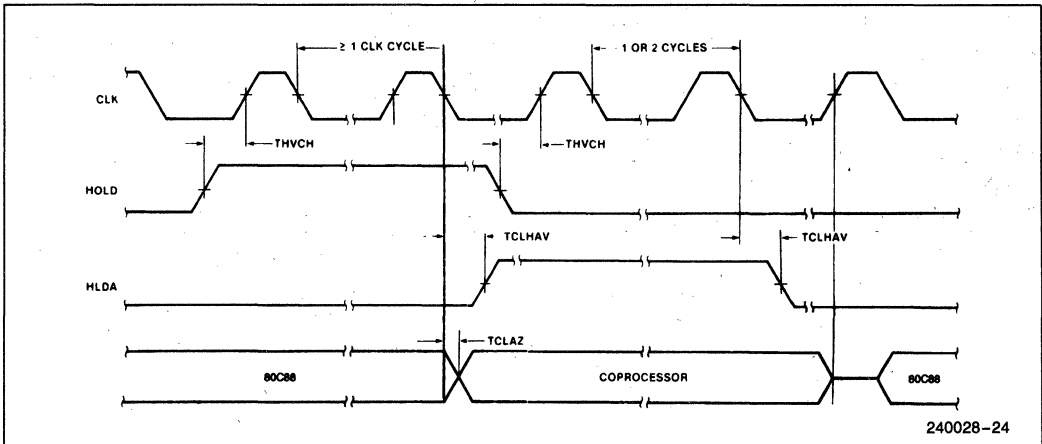 ≥ 1 CLK CYCLE
1 OR 2 CYCLES
CLK
THVCH
THVCH
HOLD
TCLHAV
TCLHAV
HLDA
TCLAZ
80C88
COPROCESSOR
80C88
240028-24